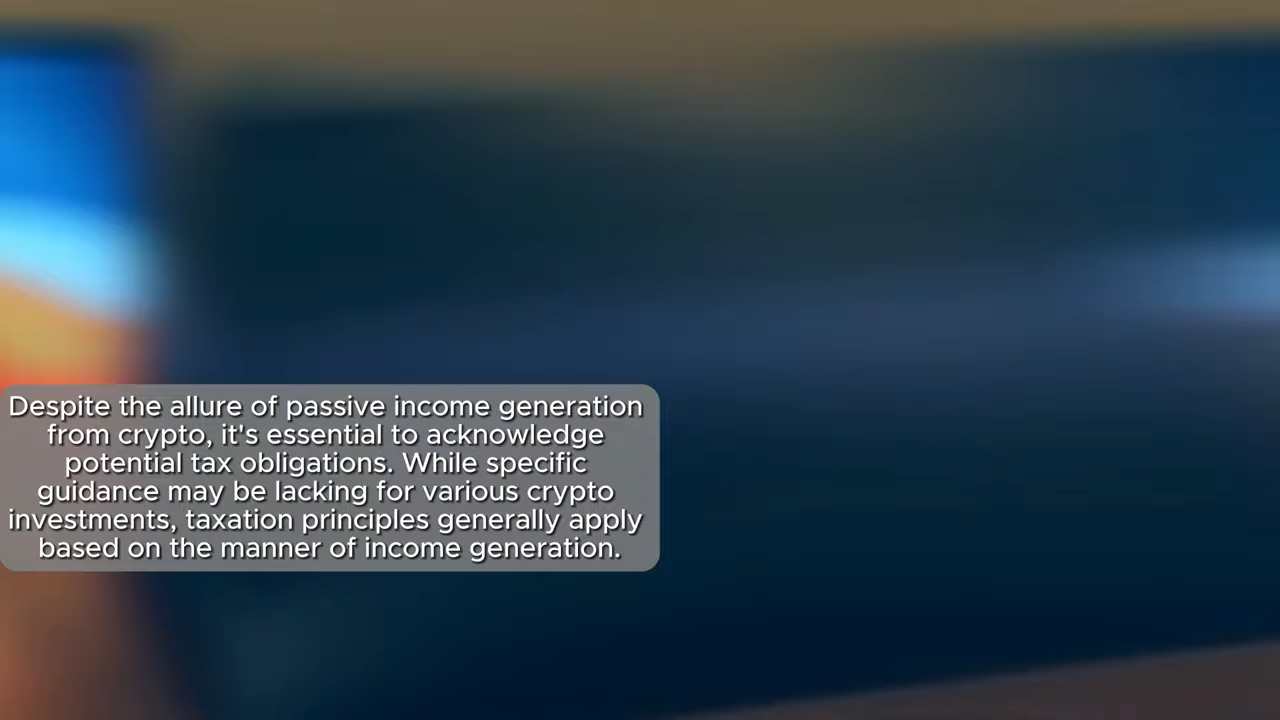 Despite the allure of passive income generation
from crypto, it's essential to acknowledge
potential tax obligations. While specific
guidance may be lacking for various crypto
investments, taxation principles generally apply
based on the manner of income generation.